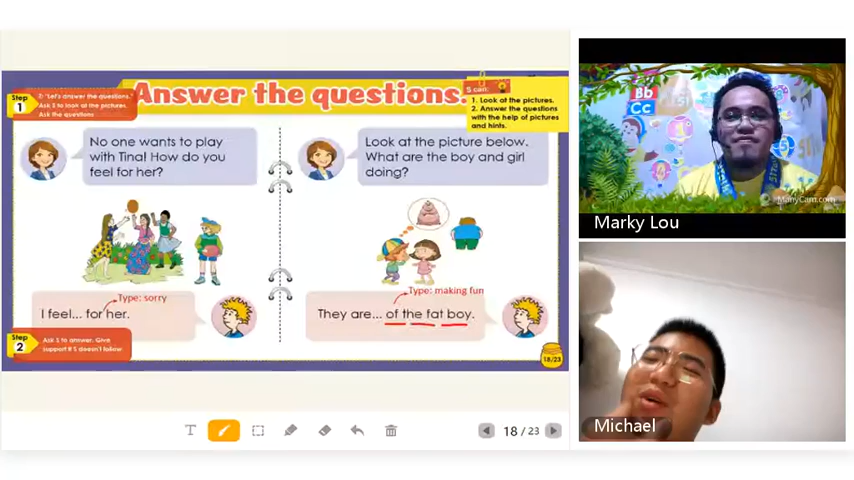 Answer the questions.
Step
1
T: "Let's answer the questions."
Ask S to look at the pictures.
Ask the questions
S can:
1. Look at the pictures.
2. Answer the questions
with the help of pictures
and hints.
No one wants to play
with Tina! How do you
feel for her?
Look at the picture below.
What are the boy and girl
doing?
Type: sorry
I feel... for her.
Type: making fun
They are... of the fat boy.
Step
2
Ask S to answer. Give
support if S doesn't follow
18/23
T
18 / 23
Bb
Cc
ManyCam.com
Marky Lou
Michael